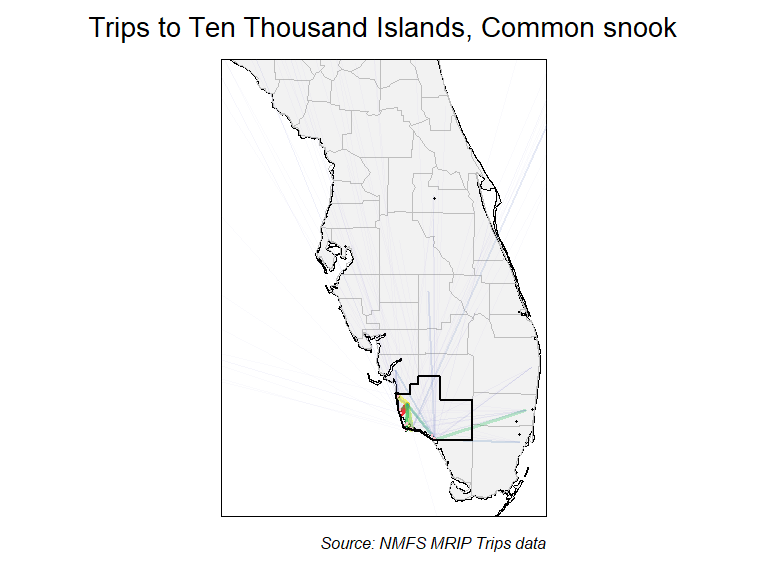 Trips to Ten Thousand Islands, Common snook
Source: NMFS MRIP Trips data